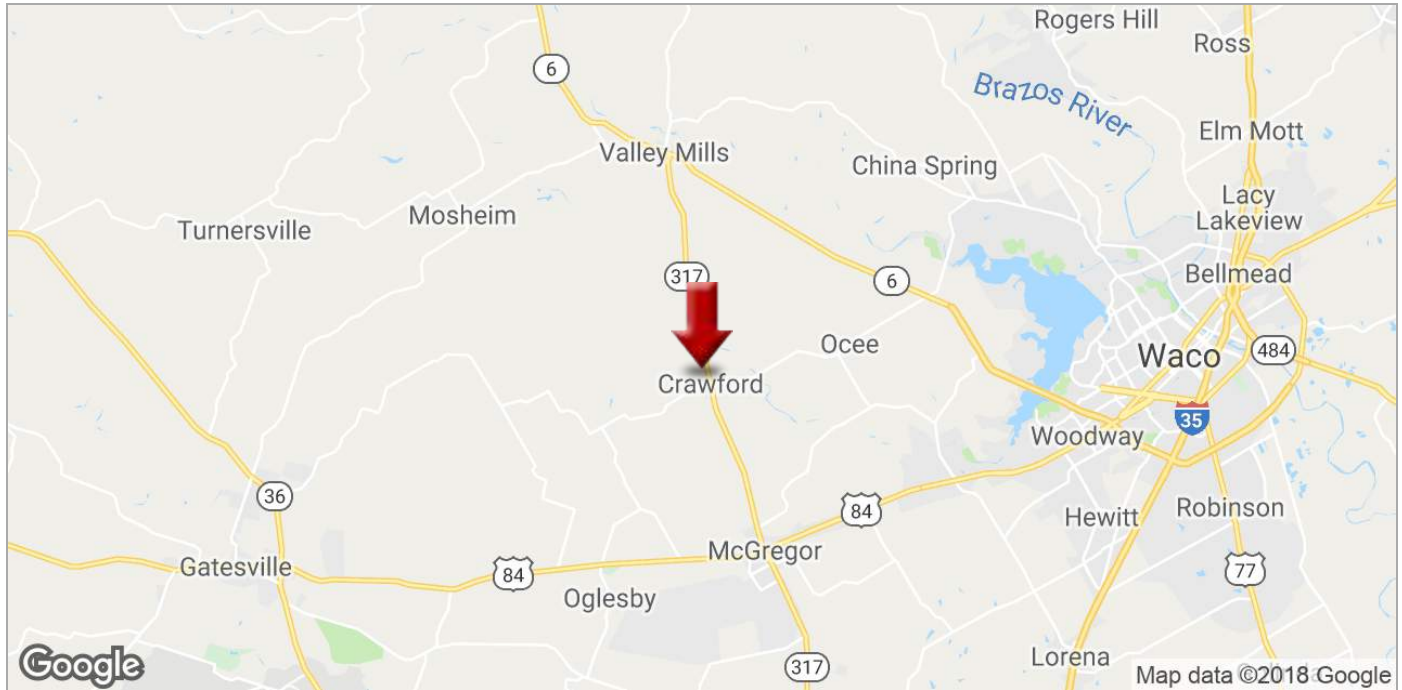 Rogers Hill
Ross
6
Brazos River
Elm Mott
Valley Mills
China Spring
Lacy
Lakeview
Mosheim
Turnersville
317
6
Bellmead
Ocee
484
Waco
Crawford
35
Woodway
36
84
Hewitt
Robinson
McGregor
Gatesville
84
77
Oglesby
317
Lorena
Google
Map data ©2018 Google